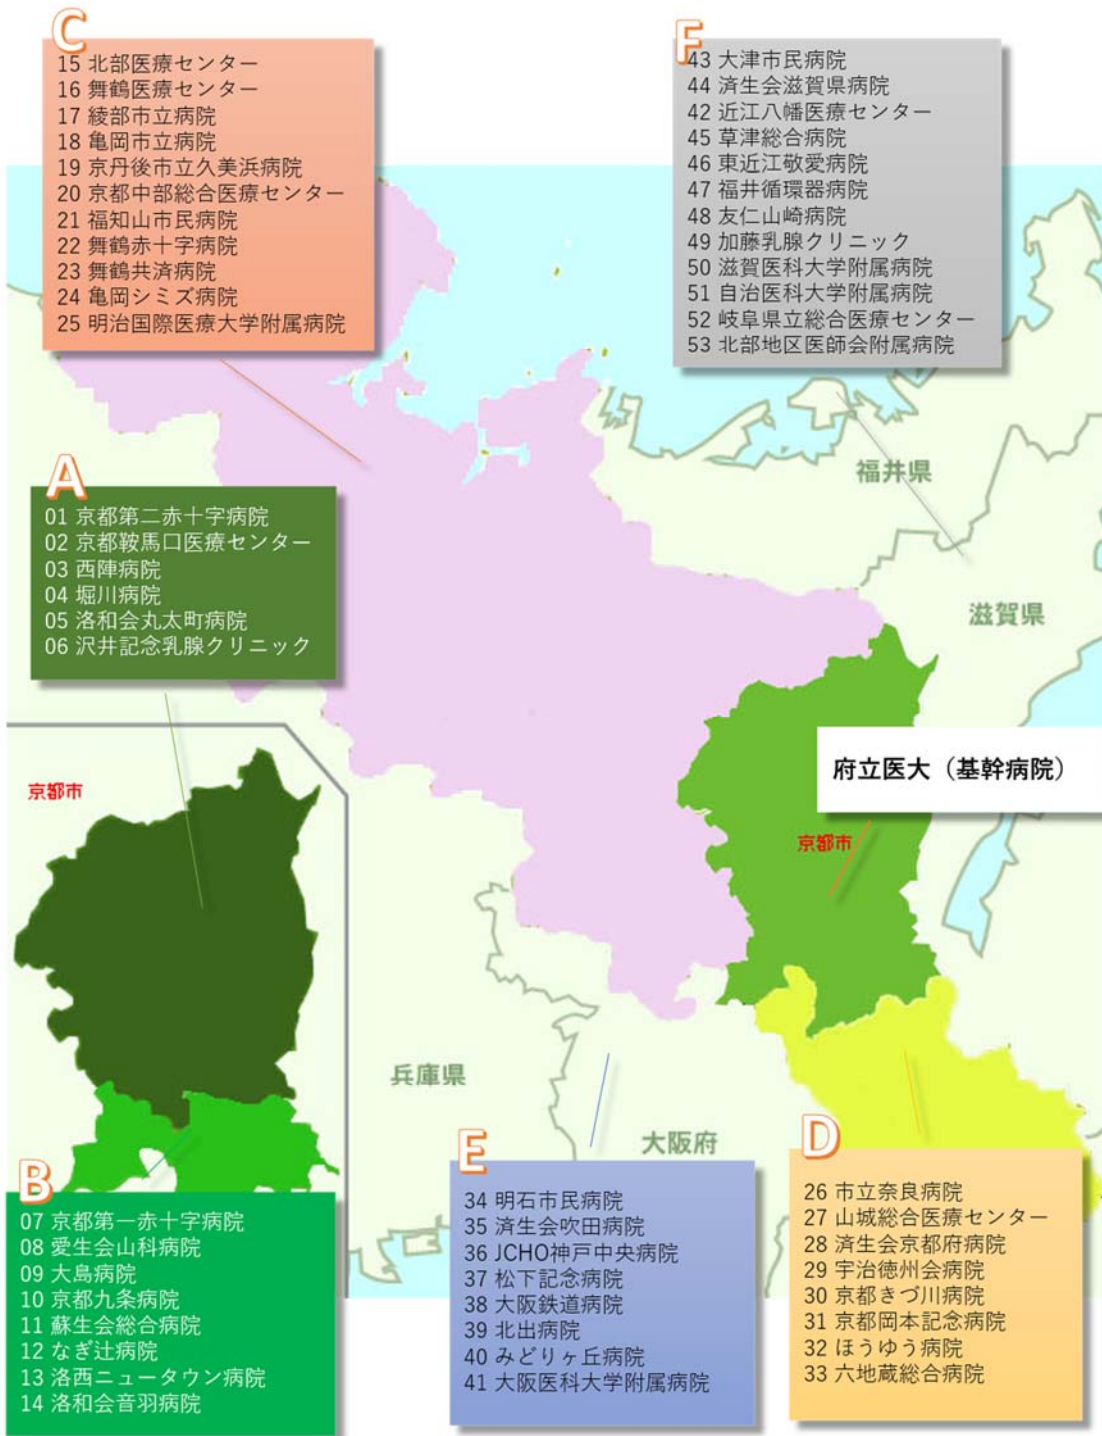 C
15 北部医療センター
16 舞鶴医療センター
17 綾部市立病院
18 亀岡市立病院
19 京丹後市立久美浜病院
20 京都中部総合医療センター
21 福知山市民病院
22 舞鶴赤十字病院
23 舞鶴共済病院
24 亀岡シミズ病院
25 明治国際医療大学附属病院
F
43 大津市民病院
44 済生会滋賀県病院
42 近江八幡医療センター
45 草津総合病院
46 東近江敬愛病院
47 福井循環器病院
48 友仁山崎病院
49 加藤乳腺クリニック
50 滋賀医科大学附属病院
51 自治医科大学附属病院
52 岐阜県立総合医療センター
53 北部地区医師会附属病院
福井県
滋賀県
A
01 京都第二赤十字病院
02 京都鞍馬口医療センター
03 西陣病院
04 堀川病院
05 洛和会丸太町病院
06 沢井記念乳腺クリニック
府立医大（基幹病院）
京都市
京都市
兵庫県
大阪府
B
07 京都第一赤十字病院
08 愛生会山科病院
09 大島病院
10 京都九条病院
11 蘇生会総合病院
12 なぎ辻病院
13 洛西ニュータウン病院
14 洛和会音羽病院
E
34 明石市民病院
35 済生会吹田病院
36 JCHO神戸中央病院
37 松下記念病院
38 大阪鉄道病院
39 北出病院
40 みどりヶ丘病院
41 大阪医科大学附属病院
D
26 市立奈良病院
27 山城総合医療センター
28 済生会京都府病院
29 宇治徳州会病院
30 京都きづ川病院
31 京都岡本記念病院
32 ほうゆう病院
33 六地蔵総合病院